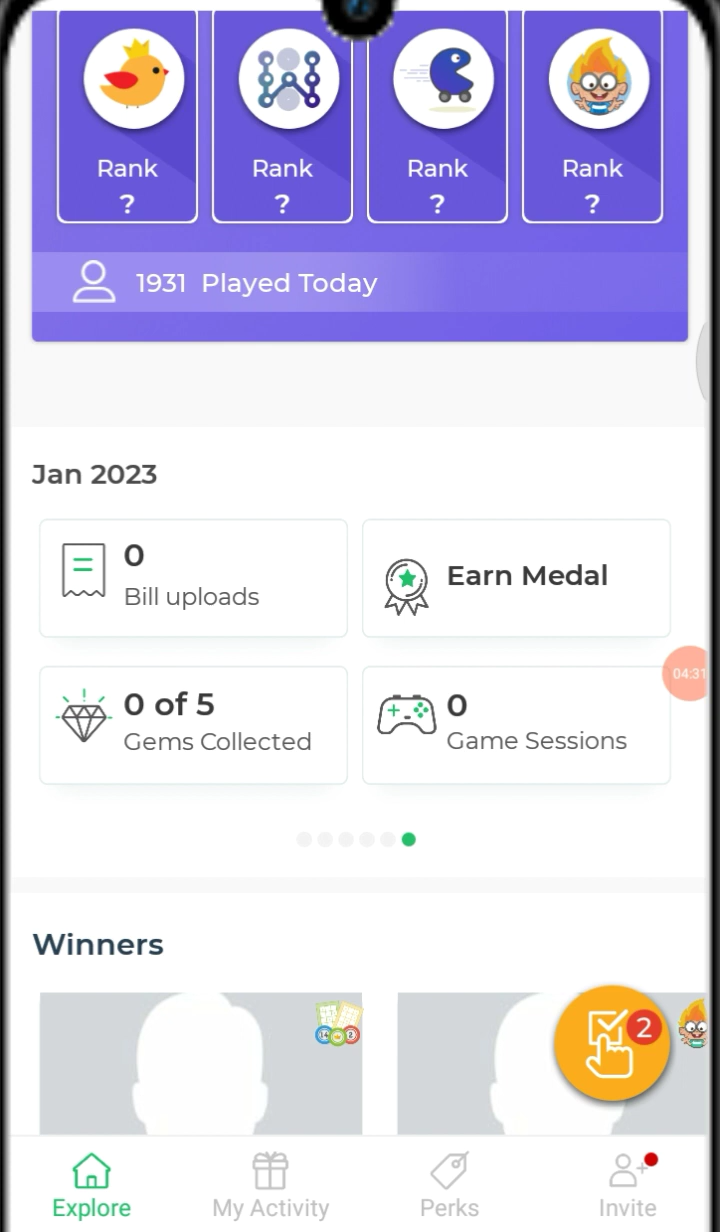 Rank Rank Rank Rank
? ? ? ?
1931 Played Today
Jan 2023
0
Bill uploads
Earn Medal
0 of 5
Gems Collected
0
Game Sessions
04:31
Winners
2
Explore My Activity Perks Invite